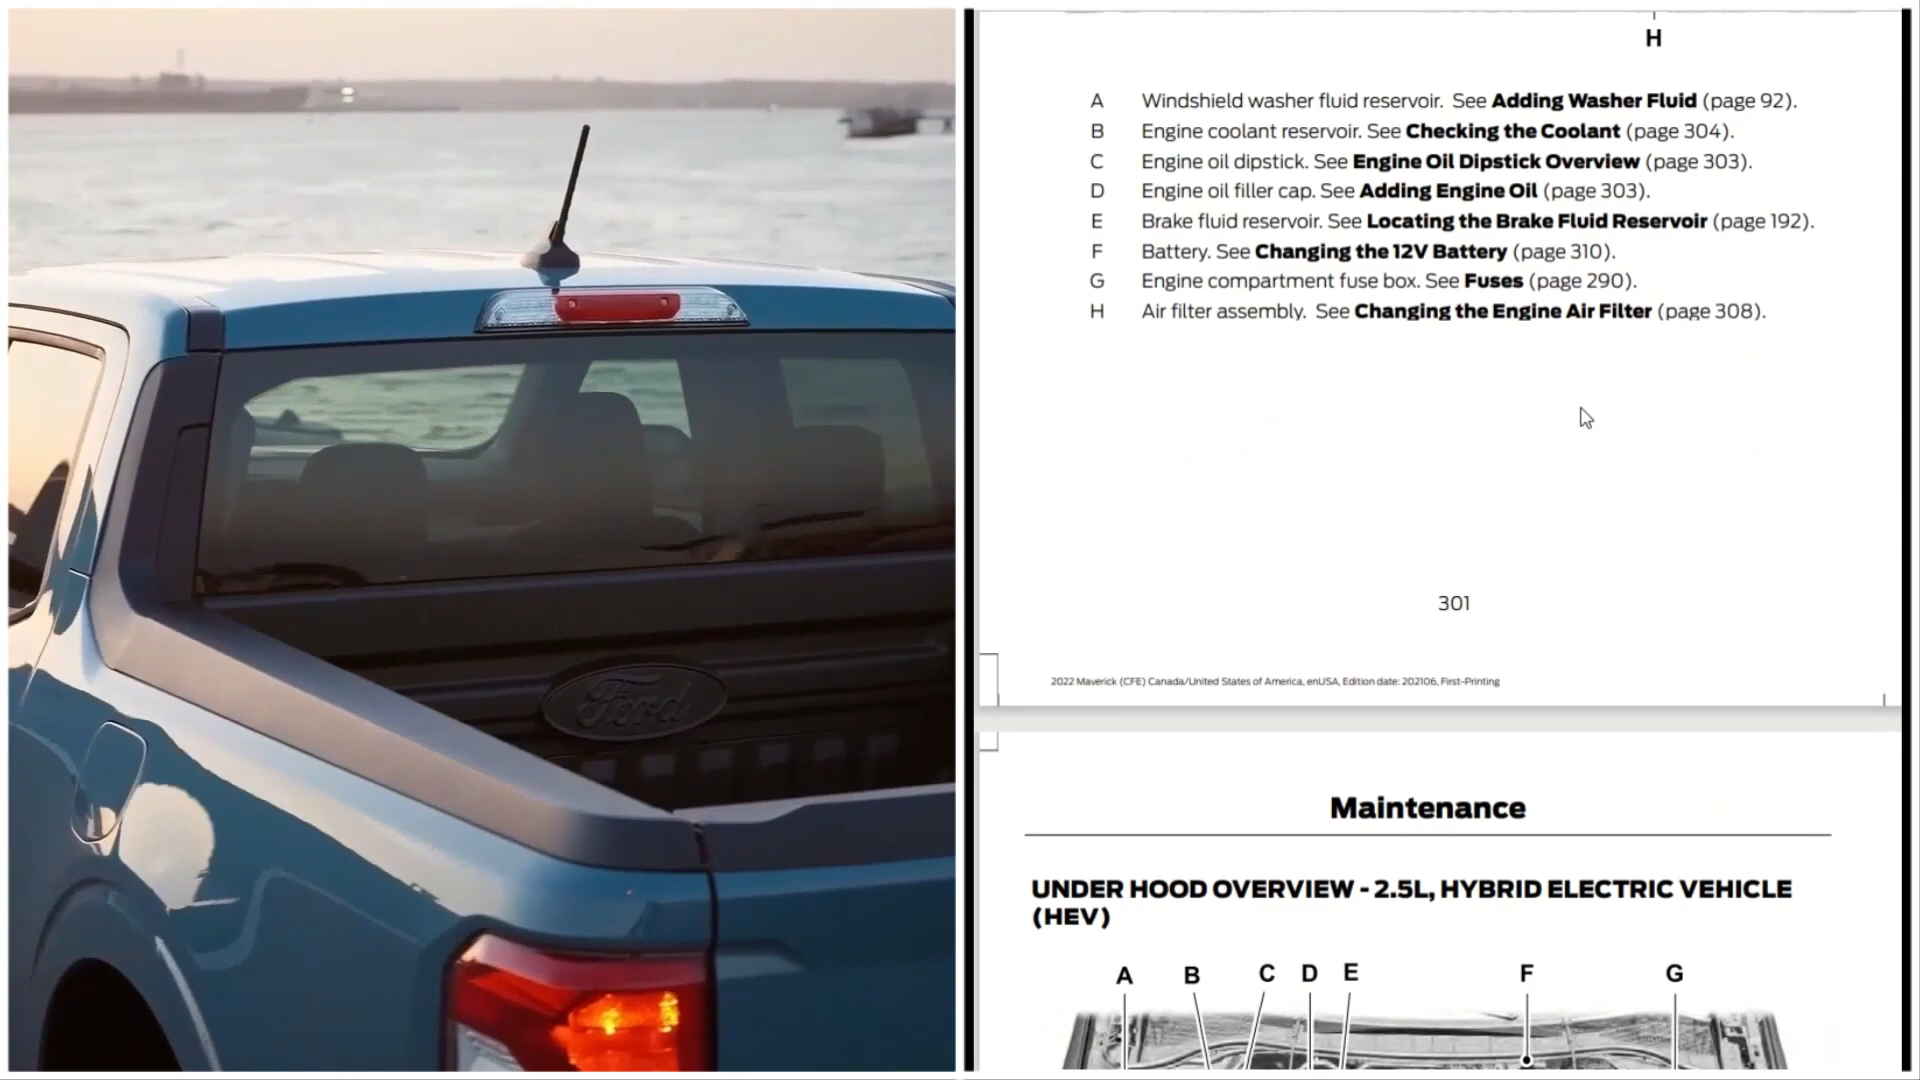 Ford
H
A Windshield washer fluid reservoir. See Adding Washer Fluid (page 92).
B Engine coolant reservoir. See Checking the Coolant (page 304).
C Engine oil dipstick. See Engine Oil Dipstick Overview (page 303).
D Engine oil filler cap. See Adding Engine Oil (page 303).
E Brake fluid reservoir. See Locating the Brake Fluid Reservoir (page 192).
F Battery. See Changing the 12V Battery (page 310).
G Engine compartment fuse box. See Fuses (page 290).
H Air filter assembly. See Changing the Engine Air Filter (page 308).
301
2022 Maverick (CFE) Canada/United States of America, enUSA, Edition date: 202106, First-Printing
Maintenance
UNDER HOOD OVERVIEW - 2.5L, HYBRID ELECTRIC VEHICLE
(HEV)
A B C D E F G